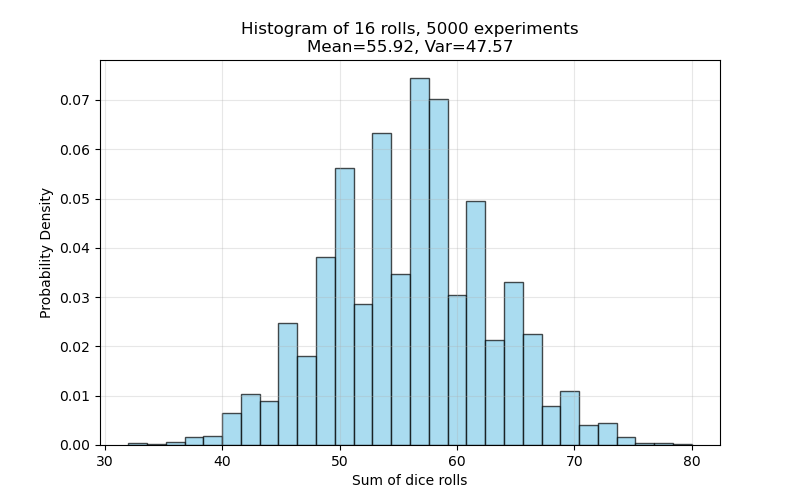 Histogram of 16 rolls, 5000 experiments
Mean=55.92, Var=47.57
Probability Density
0.07
0.06
0.05
0.04
0.03
0.02
0.01
0.00
30 40 50 60 70 80
Sum of dice rolls